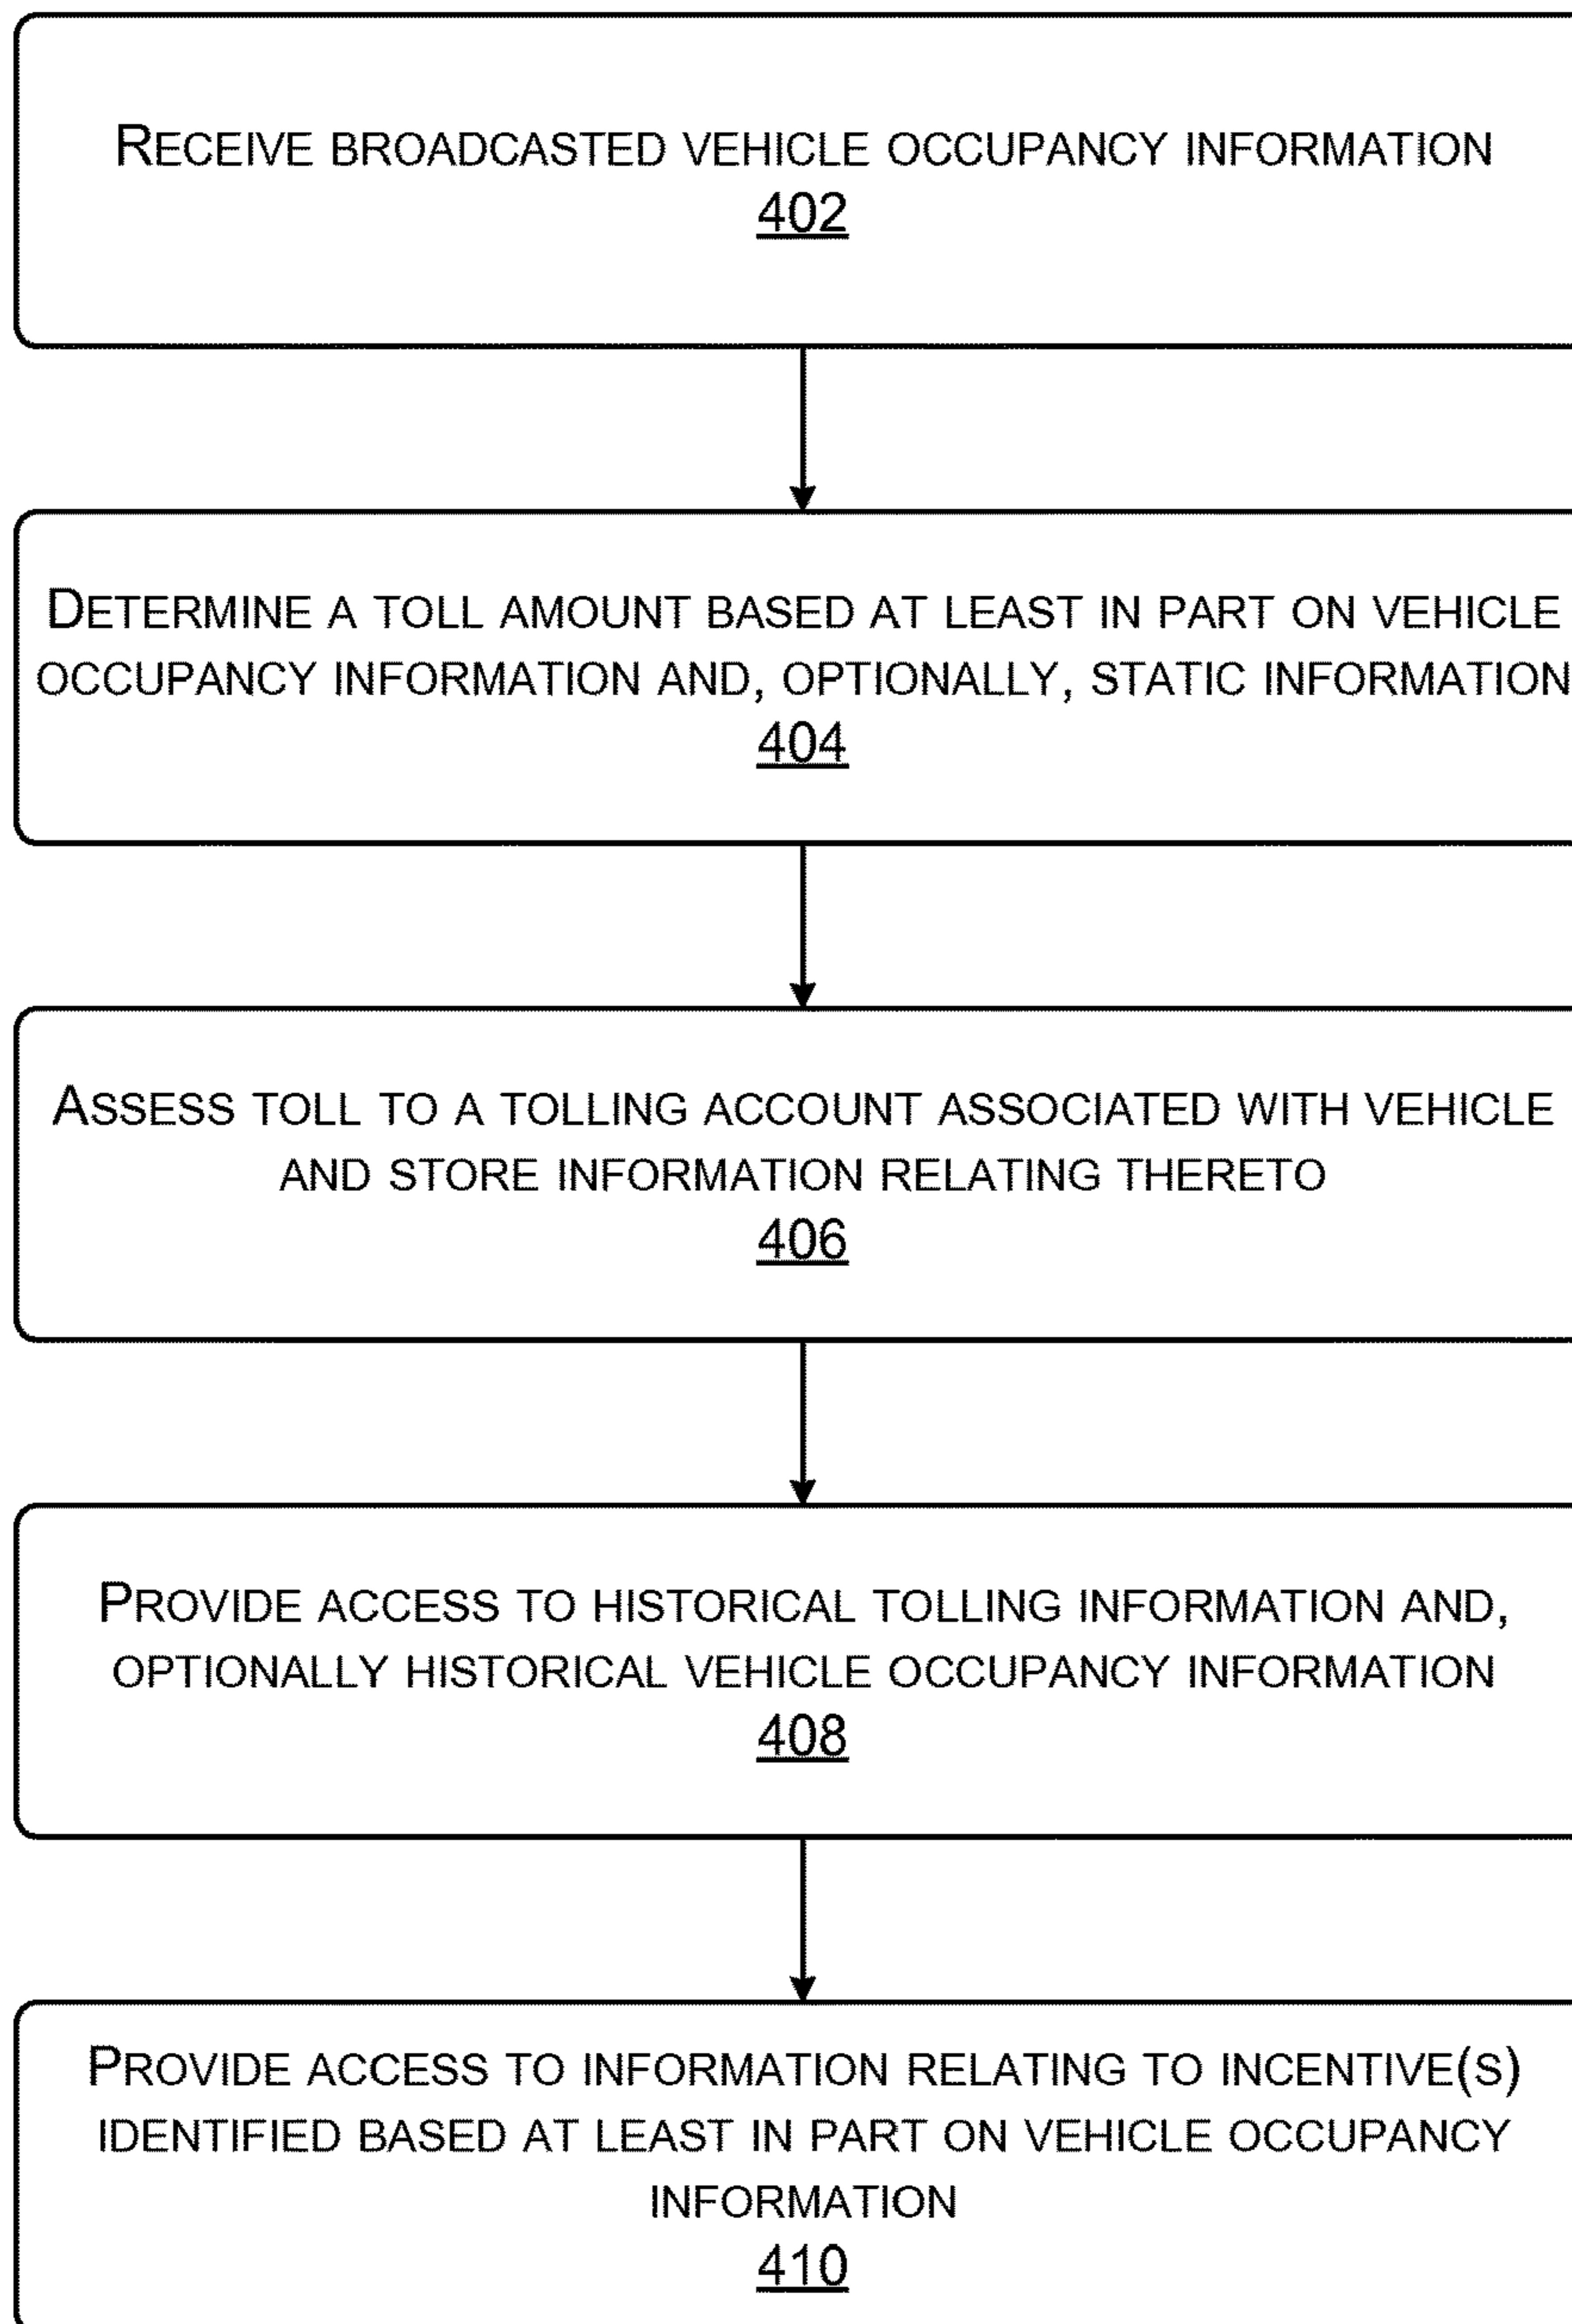 RECEIVE BROADCASTED VEHICLE OCCUPANCY INFORMATION
402
DETERMINE A TOLL AMOUNT BASED AT LEAST IN PART ON VEHICLE
OCCUPANCY INFORMATION AND, OPTIONALLY, STATIC INFORMATION
404
ASSESS TOLL TO A TOLLING ACCOUNT ASSOCIATED WITH VEHICLE
AND STORE INFORMATION RELATING THERETO
406
PROVIDE ACCESS TO HISTORICAL TOLLING INFORMATION AND,
OPTIONALLY HISTORICAL VEHICLE OCCUPANCY INFORMATION
408
PROVIDE ACCESS TO INFORMATION RELATING TO INCENTIVE(S)
IDENTIFIED BASED AT LEAST IN PART ON VEHICLE OCCUPANCY
INFORMATION
410